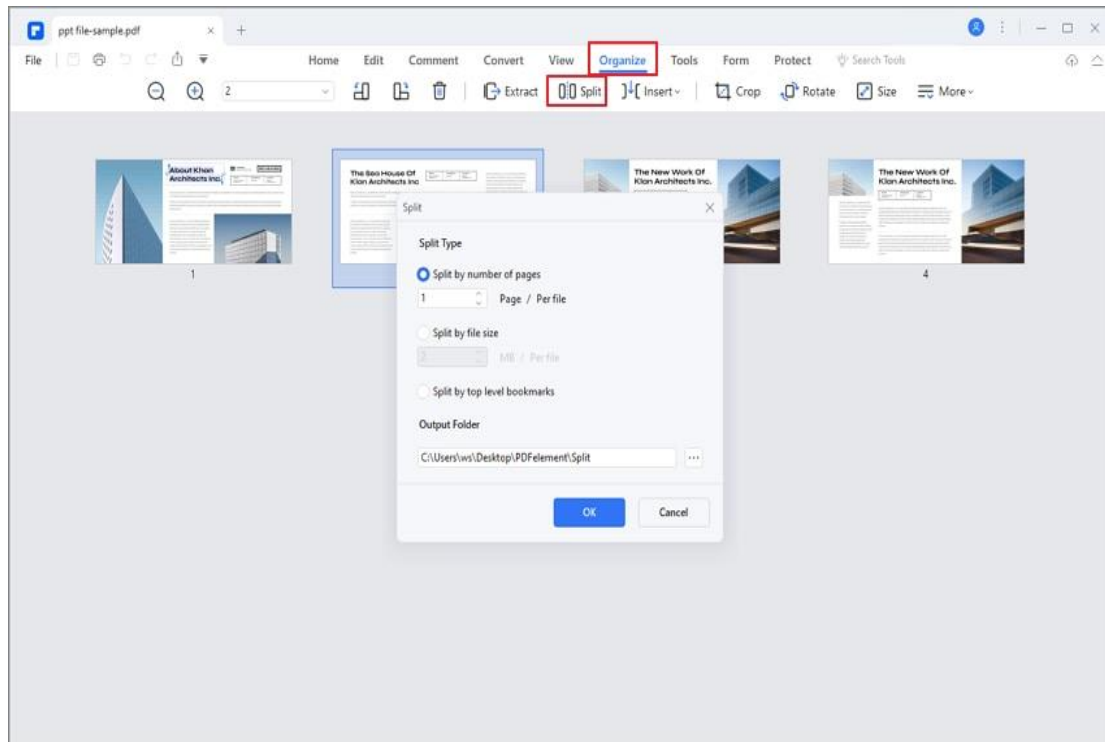 ppt file-sample.pdf
File
Home Edit Comment Convert View Organize Tools Form Protect Search Tools
2 Extract Split Insert Crop Rotate Size More
About Khan
Architects Inc.
The Sea House Of
Klan Architects Inc
The New Work Of
Klan Architects Inc.
The New Work Of
Klan Architects Inc.
1
4
Split
Split Type
Split by number of pages
1 Page / Per file
Split by file size
2 MB / Per file
Split by top level bookmarks
Output Folder
C:\Users\ws\Desktop\PDFelement\Split
...
OK Cancel